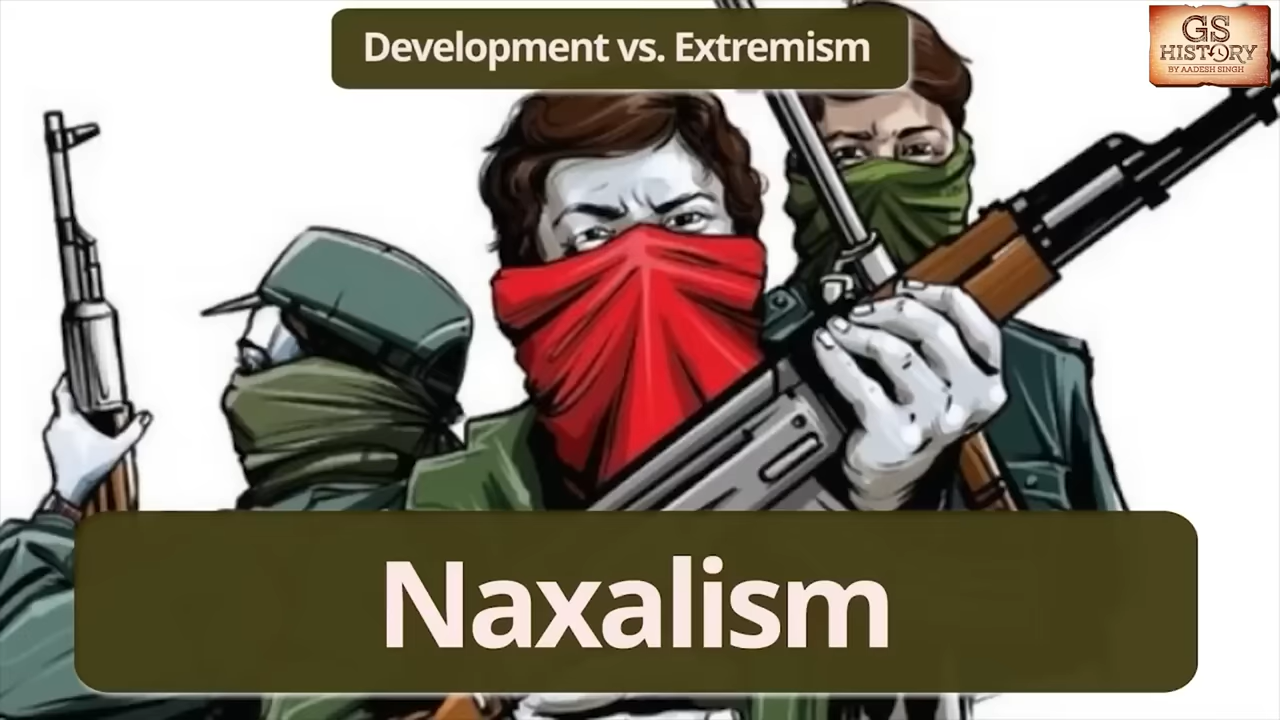 Development vs. Extremism
GS
HISTORY
BY AADESH SINGH
Naxalism